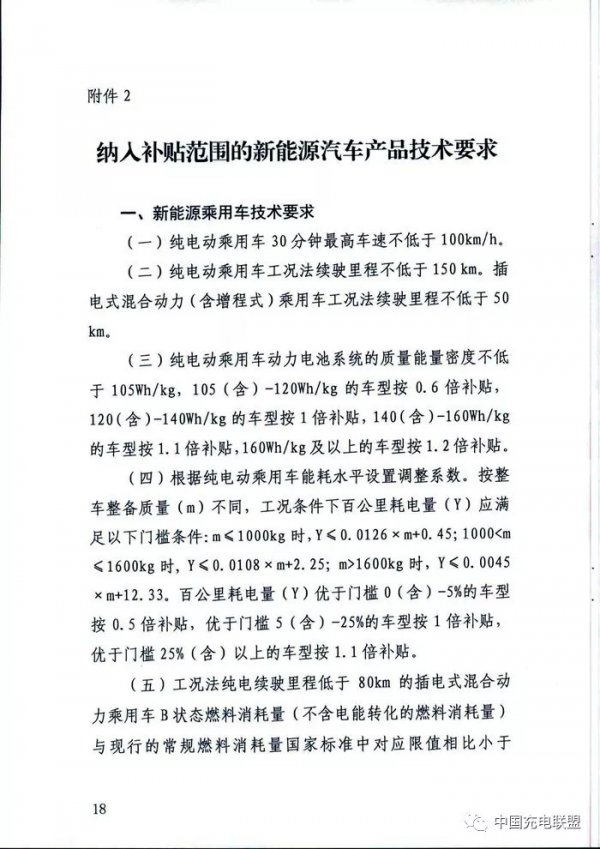 附件 2
纳入补贴范围的新能源汽车产品技术要求
一、新能源乘用车技术要求
（一）纯电动乘用车 30 分钟最高车速不低于 100km/h。
（二）纯电动乘用车工况法续驶里程不低于 150 km。插
电式混合动力（含增程式）乘用车工况法续驶里程不低于 50
km。
（三）纯电动乘用车动力电池系统的质量能量密度不低
于 105Wh/kg，105（含）-120Wh/kg 的车型按 0.6 倍补贴，
120（含）-140Wh/kg 的车型按 1 倍补贴，140（含）-160Wh/kg
的车型按 1.1 倍补贴，160Wh/kg 及以上的车型按 1.2 倍补贴。
（四）根据纯电动乘用车能耗水平设置调整系数。按整
车整备质量（m）不同，工况条件下百公里耗电量（Y）应满
足以下门槛条件：m≤1000kg 时，Y≤0.0126×m+0.45；1000<m
≤1600kg 时，Y≤0.0108×m+2.25；m>1600kg 时，Y≤0.0045
×m+12.33。百公里耗电量（Y）优于门槛 0（含）-5%的车型
按 0.5 倍补贴，优于门槛 5（含）-25%的车型按 1 倍补贴，
优于门槛 25%（含）以上的车型按 1.1 倍补贴。
（五）工况法纯电续驶里程低于 80km 的插电式混合动
力乘用车 B 状态燃料消耗量（不含电能转化的燃料消耗量）
与现行的常规燃料消耗量国家标准中对应限值相比小于
18
中国充电联盟